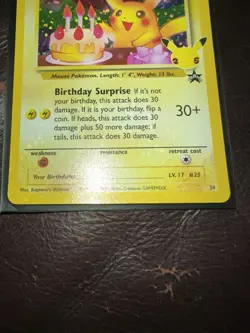 Mouse Pokémon. Length: 1' 4", Weight: 13 lbs.
Birthday Surprise If it's not
your birthday, this attack does 30
damage. If it is your birthday, flip a
coin. If heads, this attack does 30
damage plus 50 more damage; if
tails, this attack does 30 damage.
30+
weakness
resistance
retreat cost
Your Birthday:
LV. 17 #25
24